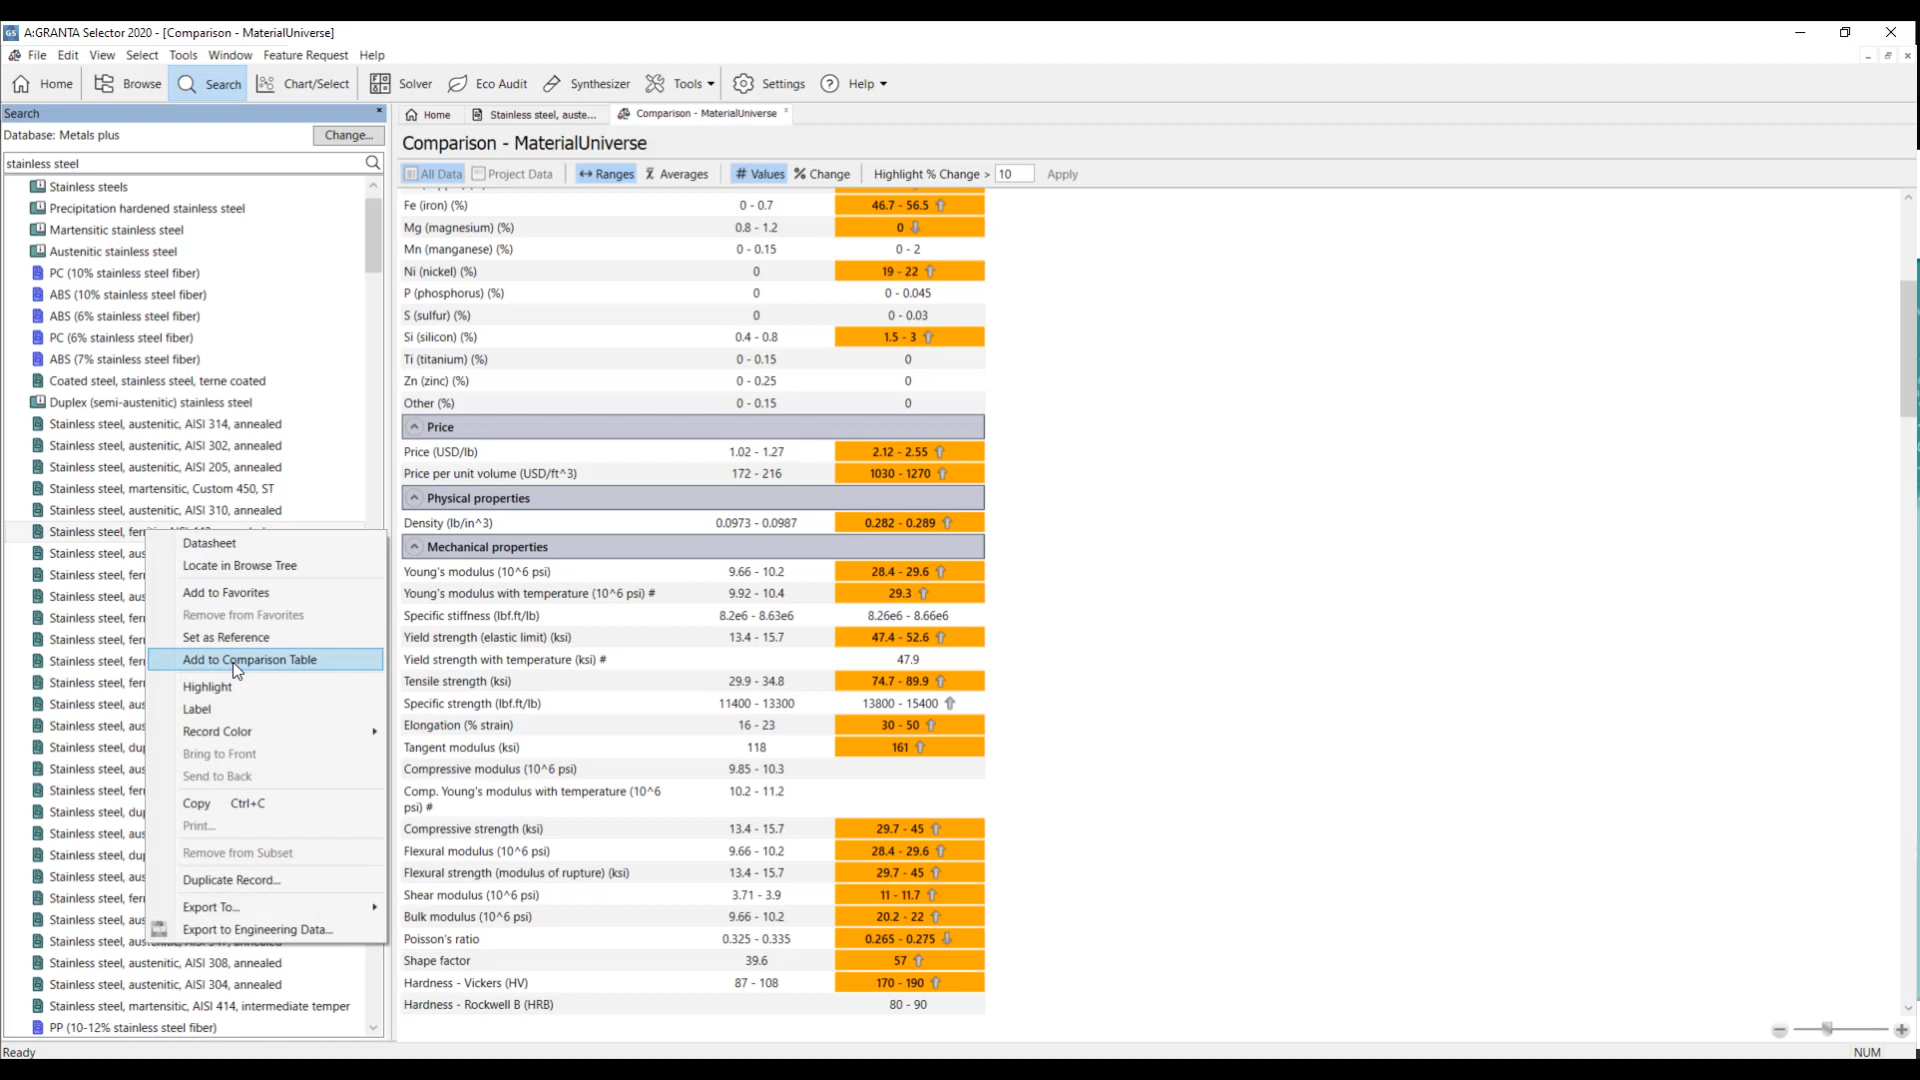 GS A:GRANTA Selector 2020 - [Comparison - MaterialUniverse]
File Edit View Select Tools Window Feature Request Help
Home Browse Search Chart/Select Solver Eco Audit Synthesizer Tools Settings Help
Search
Database: Metals plus Change...
stainless steel
Stainless steels
Precipitation hardened stainless steel
Martensitic stainless steel
Austenitic stainless steel
PC (10% stainless steel fiber)
ABS (10% stainless steel fiber)
ABS (6% stainless steel fiber)
PC (6% stainless steel fiber)
ABS (7% stainless steel fiber)
Coated steel, stainless steel, terne coated
Duplex (semi-austenitic) stainless steel
Stainless steel, austenitic, AISI 314, annealed
Stainless steel, austenitic, AISI 302, annealed
Stainless steel, austenitic, AISI 205, annealed
Stainless steel, martensitic, Custom 450, ST
Stainless steel, austenitic, AISI 310, annealed
Stainless steel, fer
Stainless steel, aus
Stainless steel, fer
Stainless steel, aus
Stainless steel, fer
Stainless steel, fer
Stainless steel, fer
Stainless steel, fer
Stainless steel, aus
Stainless steel, aus
Stainless steel, dup
Stainless steel, aus
Stainless steel, fer
Stainless steel, dup
Stainless steel, aus
Stainless steel, dup
Stainless steel, aus
Stainless steel, fer
Stainless steel, aus
Stainless steel, austenitic, AISI 347, annealed
Stainless steel, austenitic, AISI 308, annealed
Stainless steel, austenitic, AISI 304, annealed
Stainless steel, martensitic, AISI 414, intermediate temper
PP (10-12% stainless steel fiber)
Datasheet
Locate in Browse Tree
Add to Favorites
Remove from Favorites
Set as Reference
Add to Comparison Table
Highlight
Label
Record Color
Bring to Front
Send to Back
Copy Ctrl+C
Print...
Remove from Subset
Duplicate Record...
Export To...
Export to Engineering Data...
Home Stainless steel, auste... Comparison - MaterialUniverse
Comparison - MaterialUniverse
All Data Project Data Ranges Averages # Values % Change Highlight % Change > 10 Apply
Fe (iron) (%) 0 - 0.7 46.7 - 56.5
Mg (magnesium) (%) 0.8 - 1.2 0
Mn (manganese) (%) 0 - 0.15 0 - 2
Ni (nickel) (%) 0 19 - 22
P (phosphorus) (%) 0 0 - 0.045
S (sulfur) (%) 0 0 - 0.03
Si (silicon) (%) 0.4 - 0.8 1.5 - 3
Ti (titanium) (%) 0 - 0.15 0
Zn (zinc) (%) 0 - 0.25 0
Other (%) 0 - 0.15 0
Price
Price (USD/lb) 1.02 - 1.27 2.12 - 2.55
Price per unit volume (USD/ft^3) 172 - 216 1030 - 1270
Physical properties
Density (lb/in^3) 0.0973 - 0.0987 0.282 - 0.289
Mechanical properties
Young's modulus (10^6 psi) 9.66 - 10.2 28.4 - 29.6
Young's modulus with temperature (10^6 psi) # 9.92 - 10.4 29.3
Specific stiffness (lbf.ft/lb) 8.2e6 - 8.63e6 8.26e6 - 8.66e6
Yield strength (elastic limit) (ksi) 13.4 - 15.7 47.4 - 52.6
Yield strength with temperature (ksi) # 47.9
Tensile strength (ksi) 29.9 - 34.8 74.7 - 89.9
Specific strength (lbf.ft/lb) 11400 - 13300 13800 - 15400
Elongation (% strain) 16 - 23 30 - 50
Tangent modulus (ksi) 118 161
Compressive modulus (10^6 psi) 9.85 - 10.3
Comp. Young's modulus with temperature (10^6 10.2 - 11.2
psi) #
Compressive strength (ksi) 13.4 - 15.7 29.7 - 45
Flexural modulus (10^6 psi) 9.66 - 10.2 28.4 - 29.6
Flexural strength (modulus of rupture) (ksi) 13.4 - 15.7 29.7 - 45
Shear modulus (10^6 psi) 3.71 - 3.9 11 - 11.7
Bulk modulus (10^6 psi) 9.66 - 10.2 20.2 - 22
Poisson's ratio 0.325 - 0.335 0.265 - 0.275
Shape factor 39.6 57
Hardness - Vickers (HV) 87 - 108 170 - 190
Hardness - Rockwell B (HRB) 80 - 90
Ready NUM